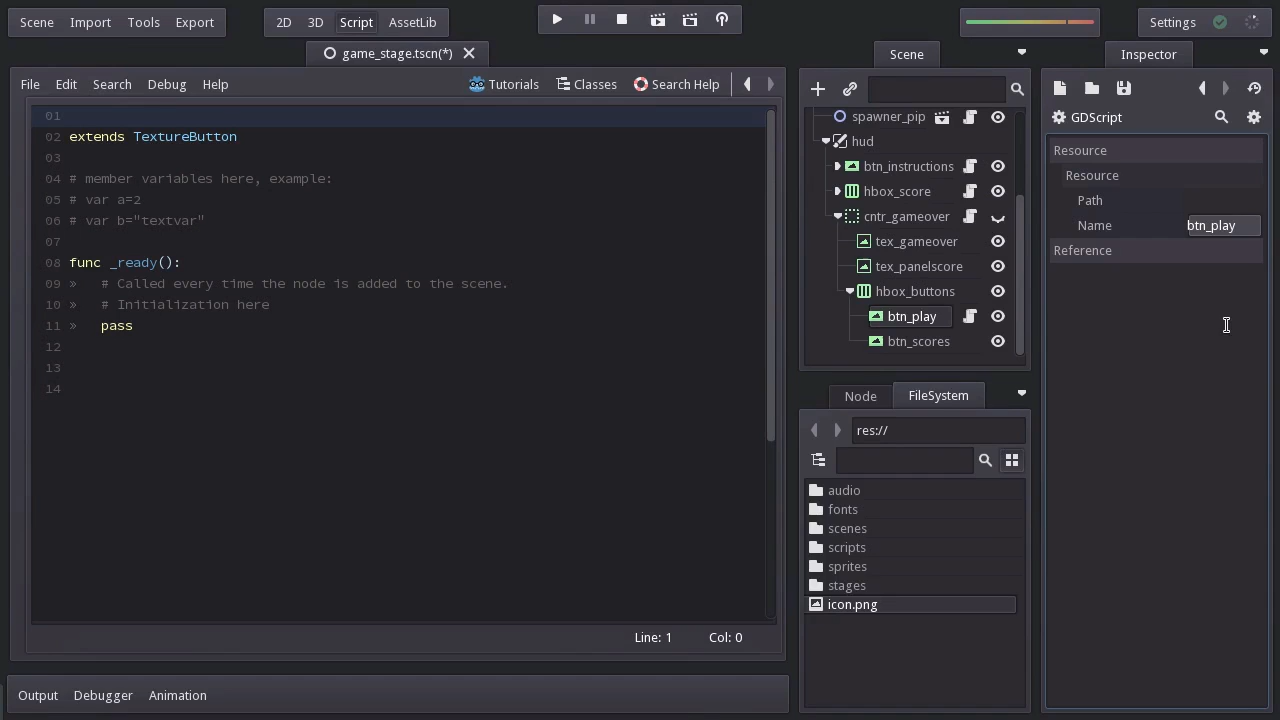 Scene Import Tools Export 2D 3D Script AssetLib Settings
game_stage.tscn(*) Scene Inspector
File Edit Search Debug Help Tutorials Classes Search Help
01
02 extends TextureButton
03
04 # member variables here, example:
05 # var a=2
06 # var b="textvar"
07
08 func _ready():
09 » # Called every time the node is added to the scene.
10 » # Initialization here
11 » pass
12
13
14
Line: 1 Col: 0
Output Debugger Animation
spawner_pip
hud
btn_instructions
hbox_score
cntr_gameover
tex_gameover
tex_panelscore
hbox_buttons
btn_play
btn_scores
Node FileSystem
res://
audio
fonts
scenes
scripts
sprites
stages
icon.png
GDScript
Resource
Resource
Path
Name btn_play
Reference